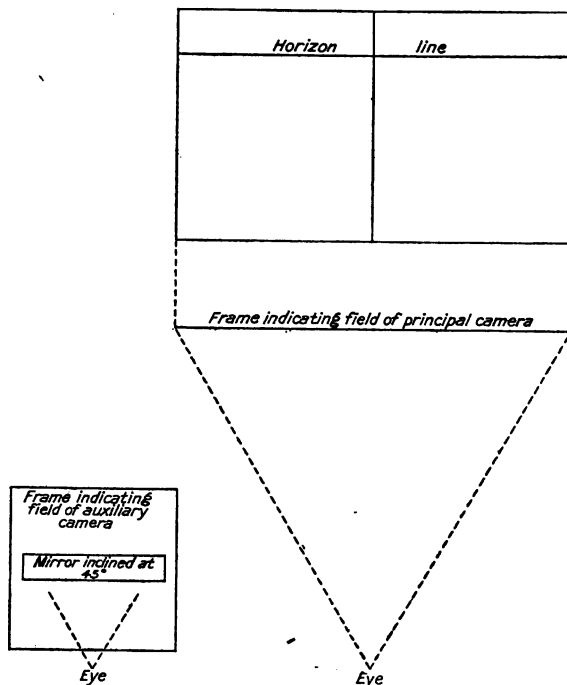 Horizon line
Frame indicating field of principal camera
Frame indicating
field of auxiliary
camera
Mirror inclined at
45°
Eye
Eye